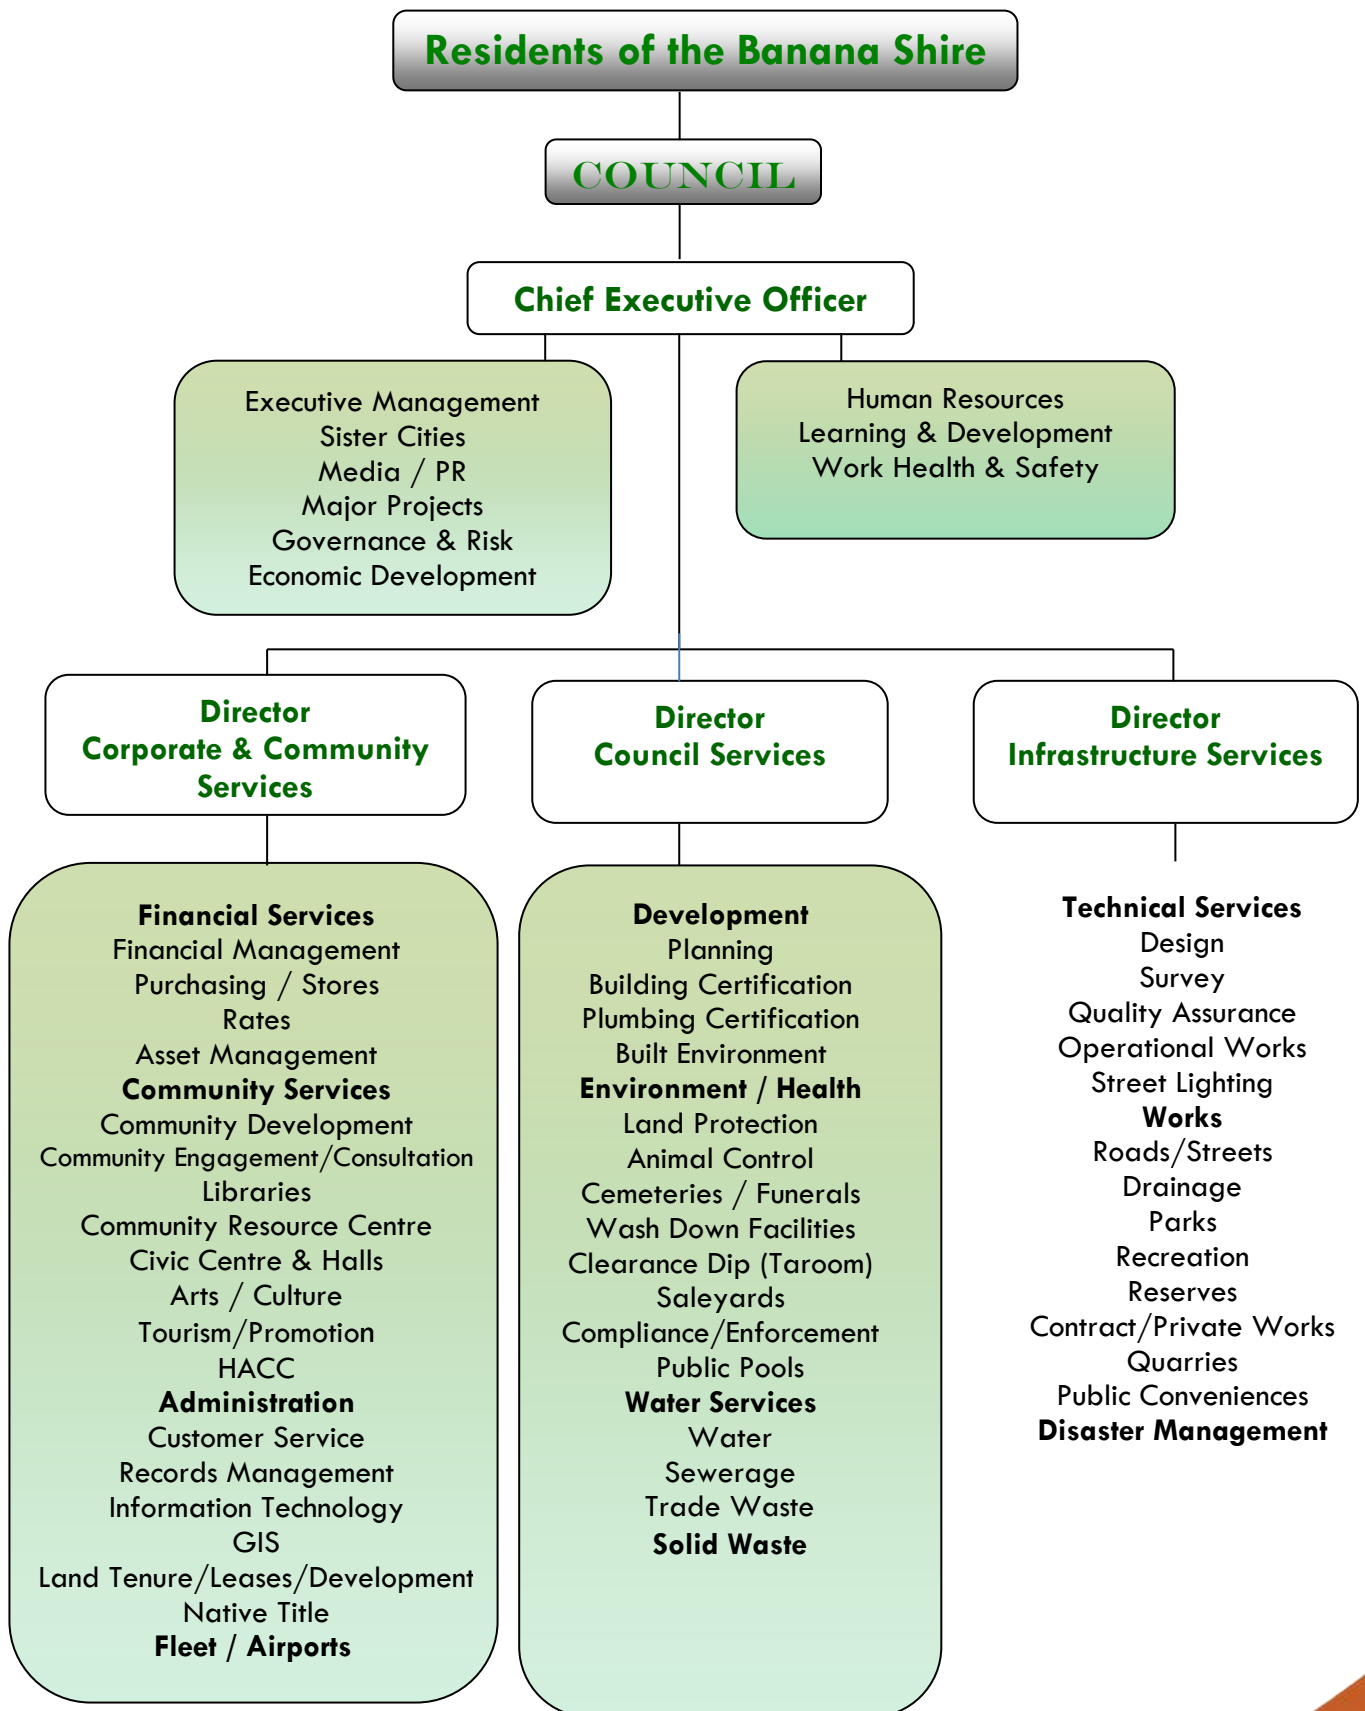 Residents of the Banana Shire
COUNCIL
Chief Executive Officer
Executive Management
Sister Cities
Media / PR
Major Projects
Governance & Risk
Economic Development
Human Resources
Learning & Development
Work Health & Safety
Director
Corporate & Community
Services
Director
Council Services
Director
Infrastructure Services
Financial Services
Financial Management
Purchasing / Stores
Rates
Asset Management
Community Services
Community Development
Community Engagement/Consultation
Libraries
Community Resource Centre
Civic Centre & Halls
Arts / Culture
Tourism/Promotion
HACC
Administration
Customer Service
Records Management
Information Technology
GIS
Land Tenure/Leases/Development
Native Title
Fleet / Airports
Development
Planning
Building Certification
Plumbing Certification
Built Environment
Environment / Health
Land Protection
Animal Control
Cemeteries / Funerals
Wash Down Facilities
Clearance Dip (Taroom)
Saleyards
Compliance/Enforcement
Public Pools
Water Services
Water
Sewerage
Trade Waste
Solid Waste
Technical Services
Design
Survey
Quality Assurance
Operational Works
Street Lighting
Works
Roads/Streets
Drainage
Parks
Recreation
Reserves
Contract/Private Works
Quarries
Public Conveniences
Disaster Management